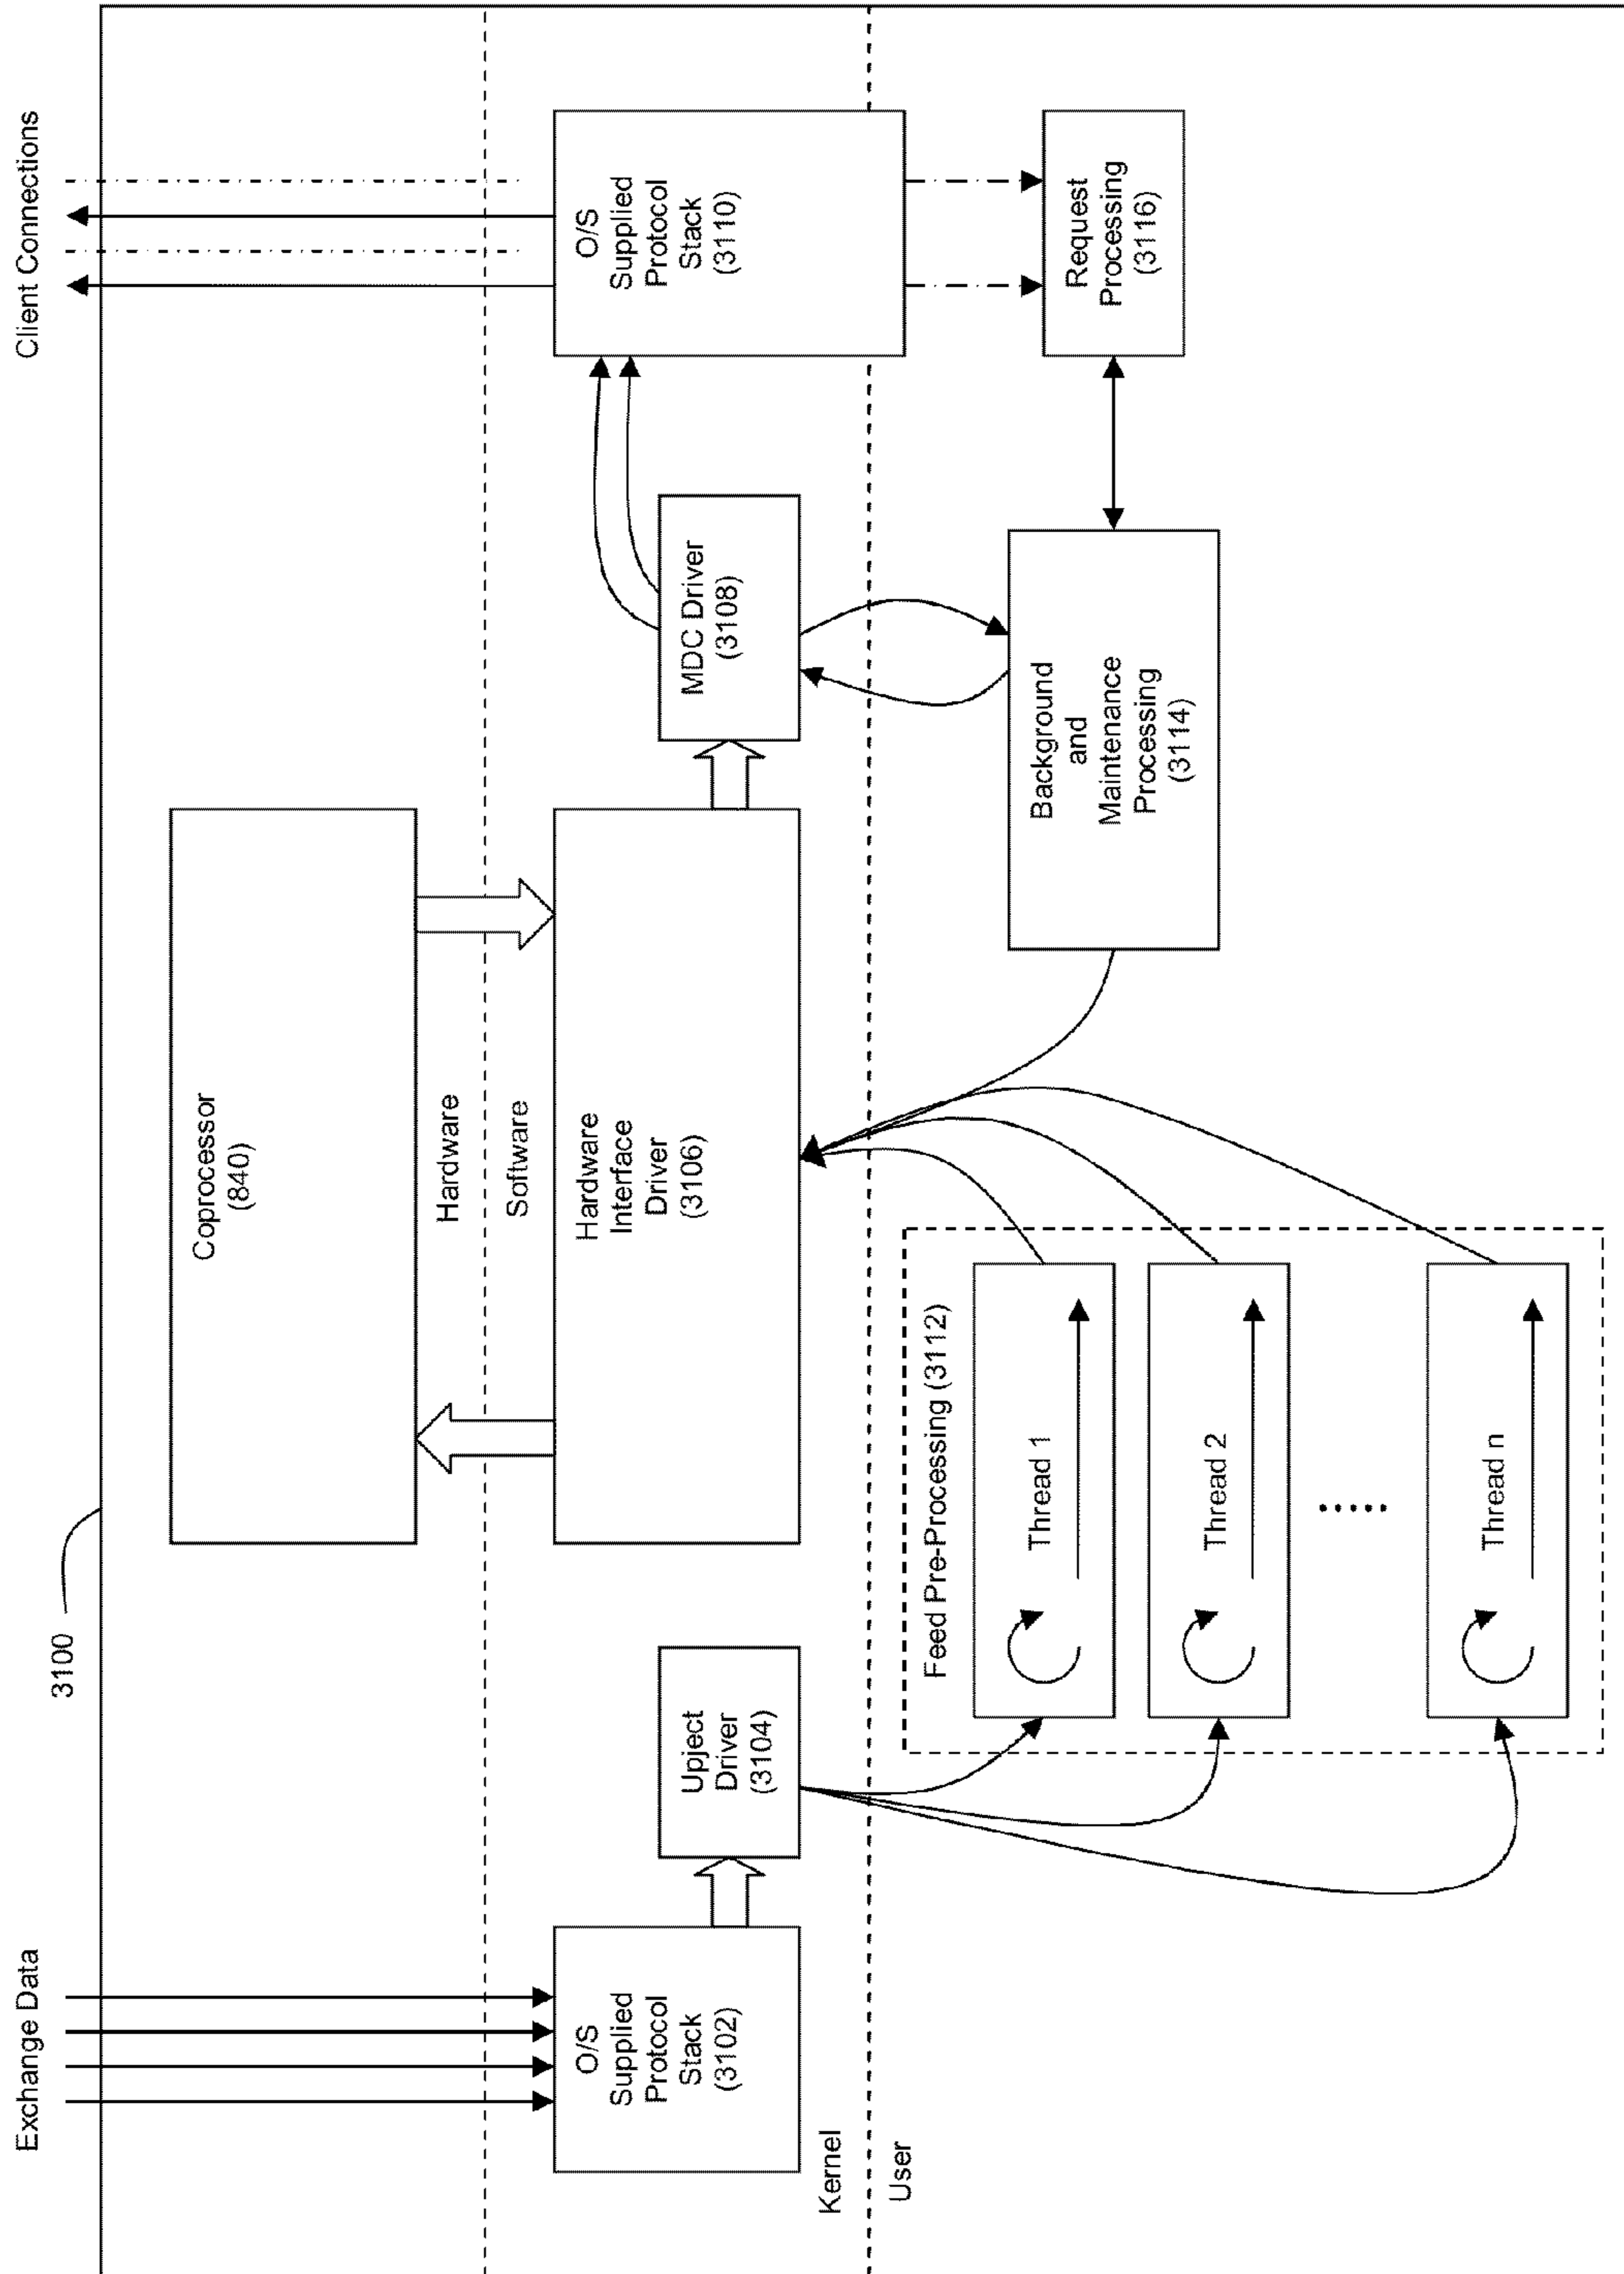 Exchange Data
Client Connections
3100
Coprocessor
(840)
Hardware
Software
O/S
Supplied
Protocol
Stack
(3102)
Upject
Driver
(3104)
Hardware
Interface
Driver
(3106)
MDC Driver
(3108)
O/S
Supplied
Protocol
Stack
(3110)
Kernel
User
Feed Pre-Processing (3112)
Thread 1
Thread 2
.....
Thread n
Background
and
Maintenance
Processing
(3114)
Request
Processing
(3116)